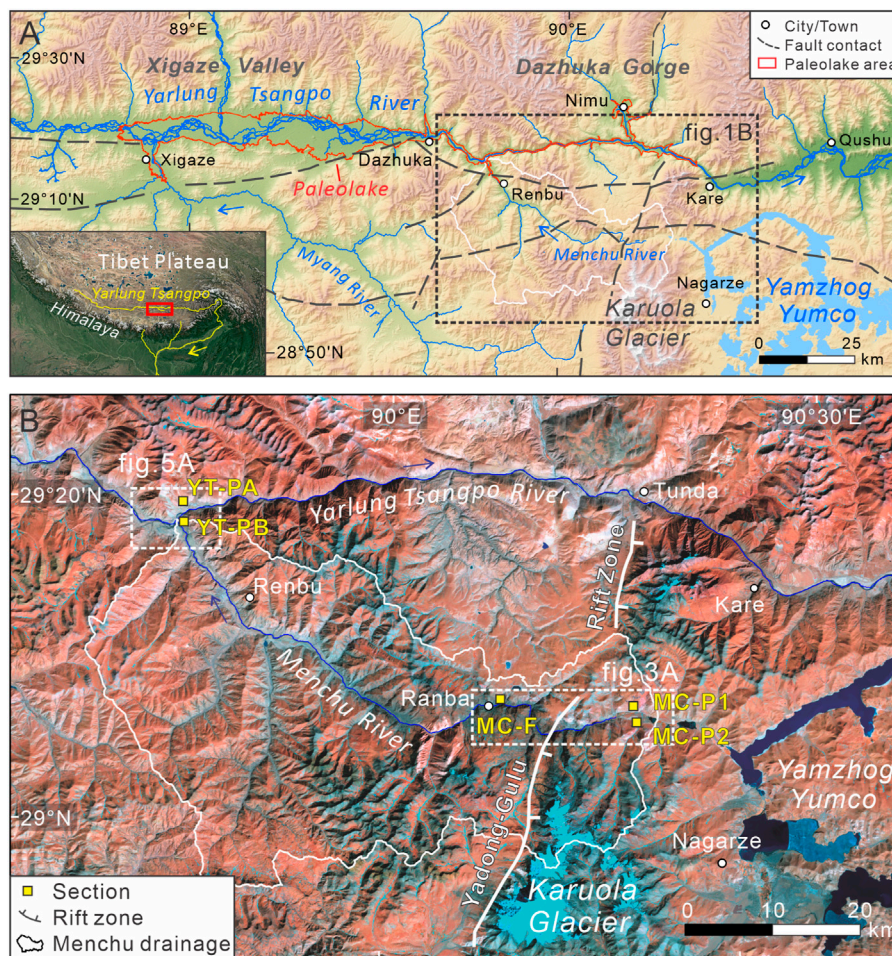 A
89°E
90°E
29°30'N
Xigaze Valley
Dazhuka Gorge
City/Town
Fault contact
Paleolake area
Yarlung Tsangpo River
Nimu
fig.1B
Qushu
Xigaze
Dazhuka
29°10'N
Paleolake
Renbu
Kare
Menchu River
Myang River
Tibet Plateau
Yarlung Tsangpo
Himalaya
Nagarze
Yamzhog
Yumco
Karuola
Glacier
28°50'N
0 25
km
B
90°E
90°30'E
fig.5A
29°20'N
YT-PA
YT-PB
Yarlung Tsangpo River
Tunda
Rift Zone
Renbu
Kare
Menchu River
fig.3A
Ranba
MC-F
MC-P1
MC-P2
Yamzhog
Yumco
29°N
Yadong-Gulu
Nagarze
Karuola
Glacier
Section
Rift zone
Menchu drainage
0 10 20
km